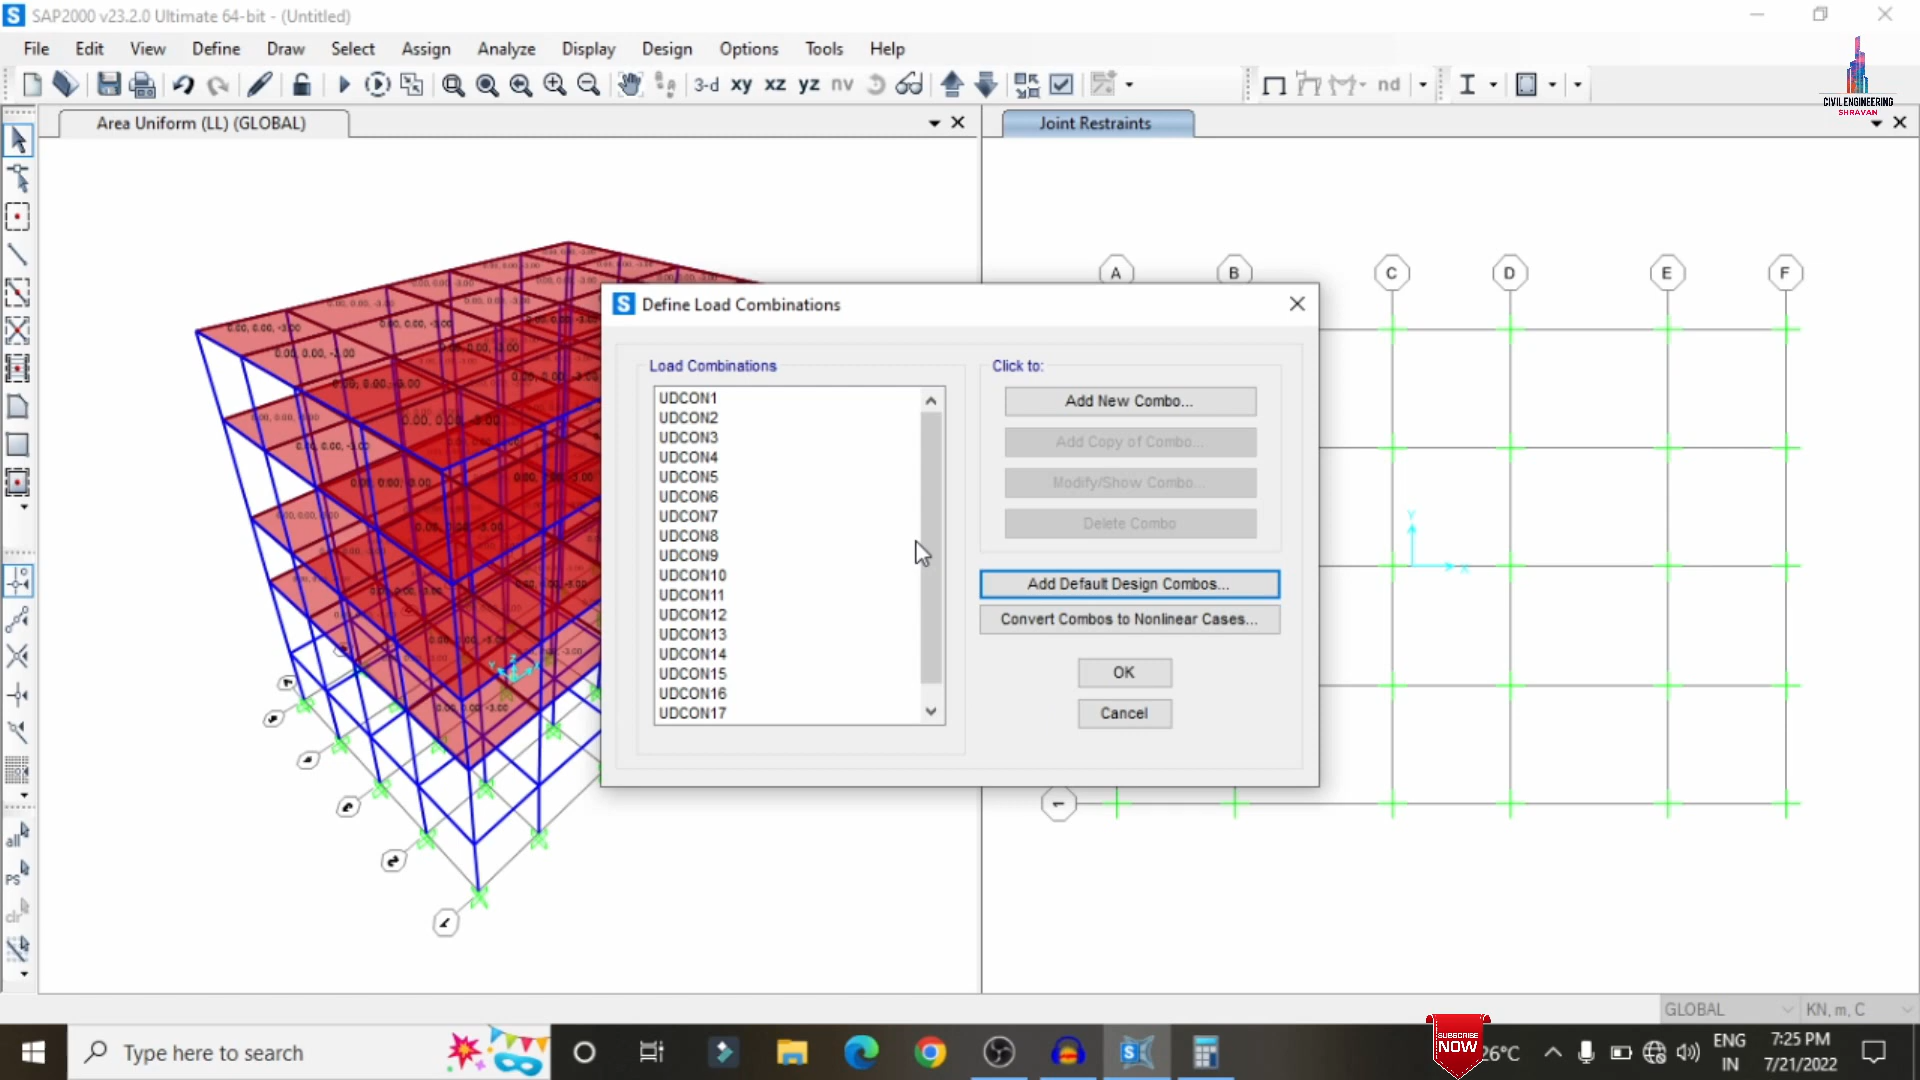 SAP2000 v23.2.0 Ultimate 64-bit - (Untitled)
File Edit View Define Draw Select Assign Analyze Display Design Options Tools Help
3-d xy xz yz nv nd
CIVIL ENGINEERING
SHRAVAN
Area Uniform (LL) (GLOBAL)
Joint Restraints
A B C D E F
Define Load Combinations
Load Combinations
UDCON1
UDCON2
UDCON3
UDCON4
UDCON5
UDCON6
UDCON7
UDCON8
UDCON9
UDCON10
UDCON11
UDCON12
UDCON13
UDCON14
UDCON15
UDCON16
UDCON17
Click to:
Add New Combo...
Add Copy of Combo...
Modify/Show Combo...
Delete Combo
Add Default Design Combos...
Convert Combos to Nonlinear Cases...
OK
Cancel
Y
X
1
all
PS
clr
GLOBAL
KN, m, C
Type here to search
SUBSCRIBE
NOW
26°C
ENG
IN
7:25 PM
7/21/2022